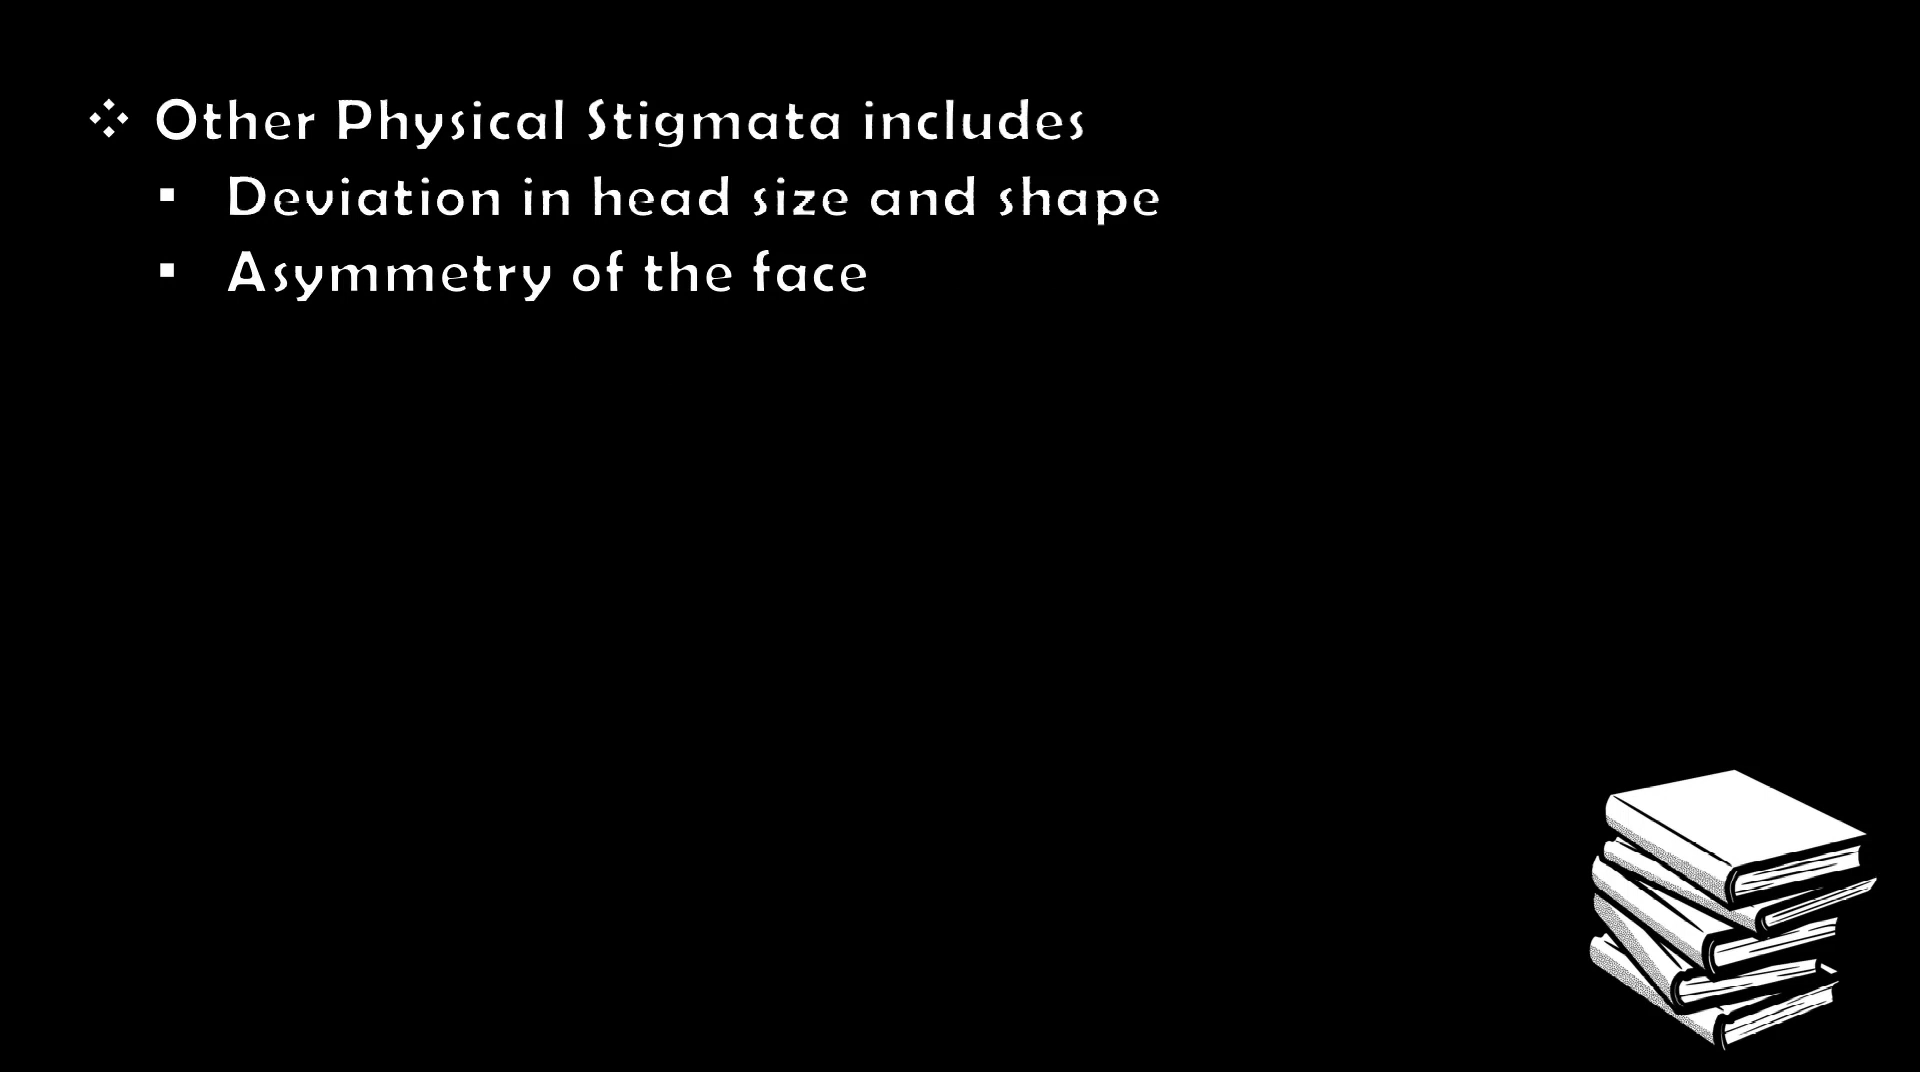 ❖ Other Physical Stigmata includes
▪ Deviation in head size and shape
▪ Asymmetry of the face